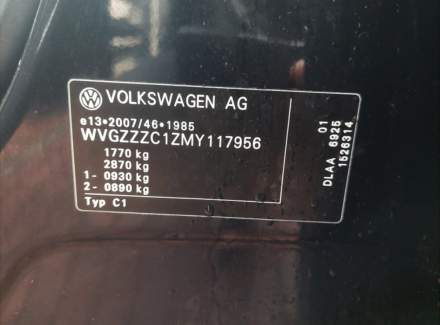 VOLKSWAGEN AG
e13*2007/46*1985
WVGZZZC1ZMY117956
1770 kg
2870 kg
1- 0930 kg
2- 0890 kg
Typ C1
01
DLAA 6925
1526314